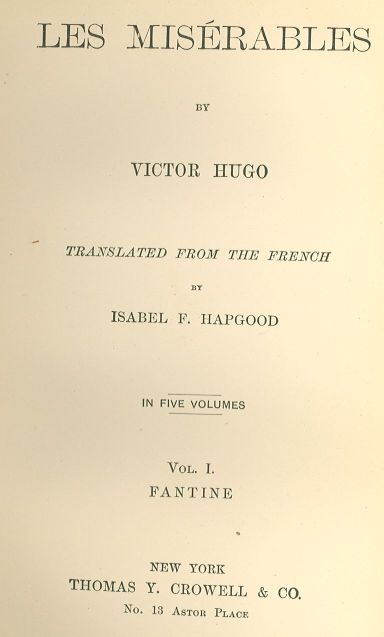 LES MISÉRABLES
BY
VICTOR HUGO
TRANSLATED FROM THE FRENCH
BY
ISABEL F. HAPGOOD
IN FIVE VOLUMES
VOL. I.
FANTINE
NEW YORK
THOMAS Y. CROWELL & CO.
No. 13 ASTOR PLACE